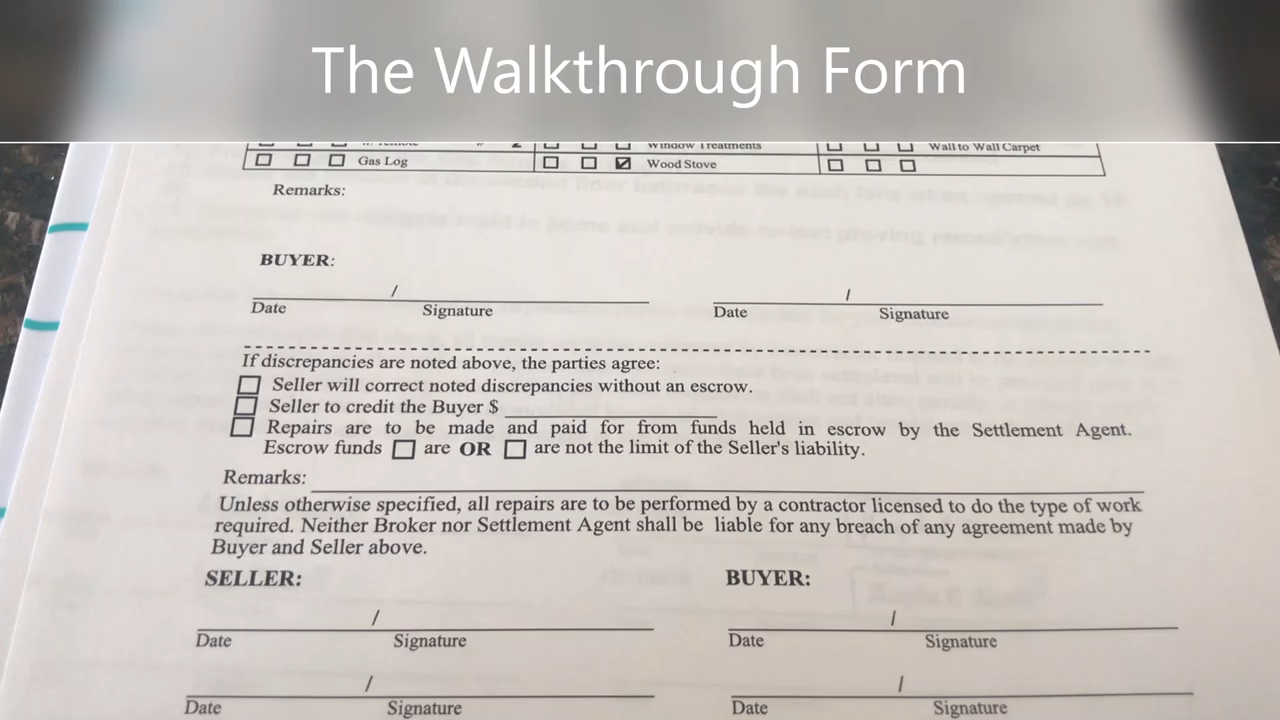 The Walkthrough Form
Window Treatments Wall to Wall Carpet
Gas Log Wood Stove
Remarks:
BUYER:
/ /
Date Signature Date Signature
If discrepancies are noted above, the parties agree:
Seller will correct noted discrepancies without an escrow.
Seller to credit the Buyer $
Repairs are to be made and paid for from funds held in escrow by the Settlement Agent.
Escrow funds are OR are not the limit of the Seller's liability.
Remarks:
Unless otherwise specified, all repairs are to be performed by a contractor licensed to do the type of work
required. Neither Broker nor Settlement Agent shall be liable for any breach of any agreement made by
Buyer and Seller above.
SELLER: BUYER:
/ /
Date Signature Date Signature
/ /
Date Signature Date Signature